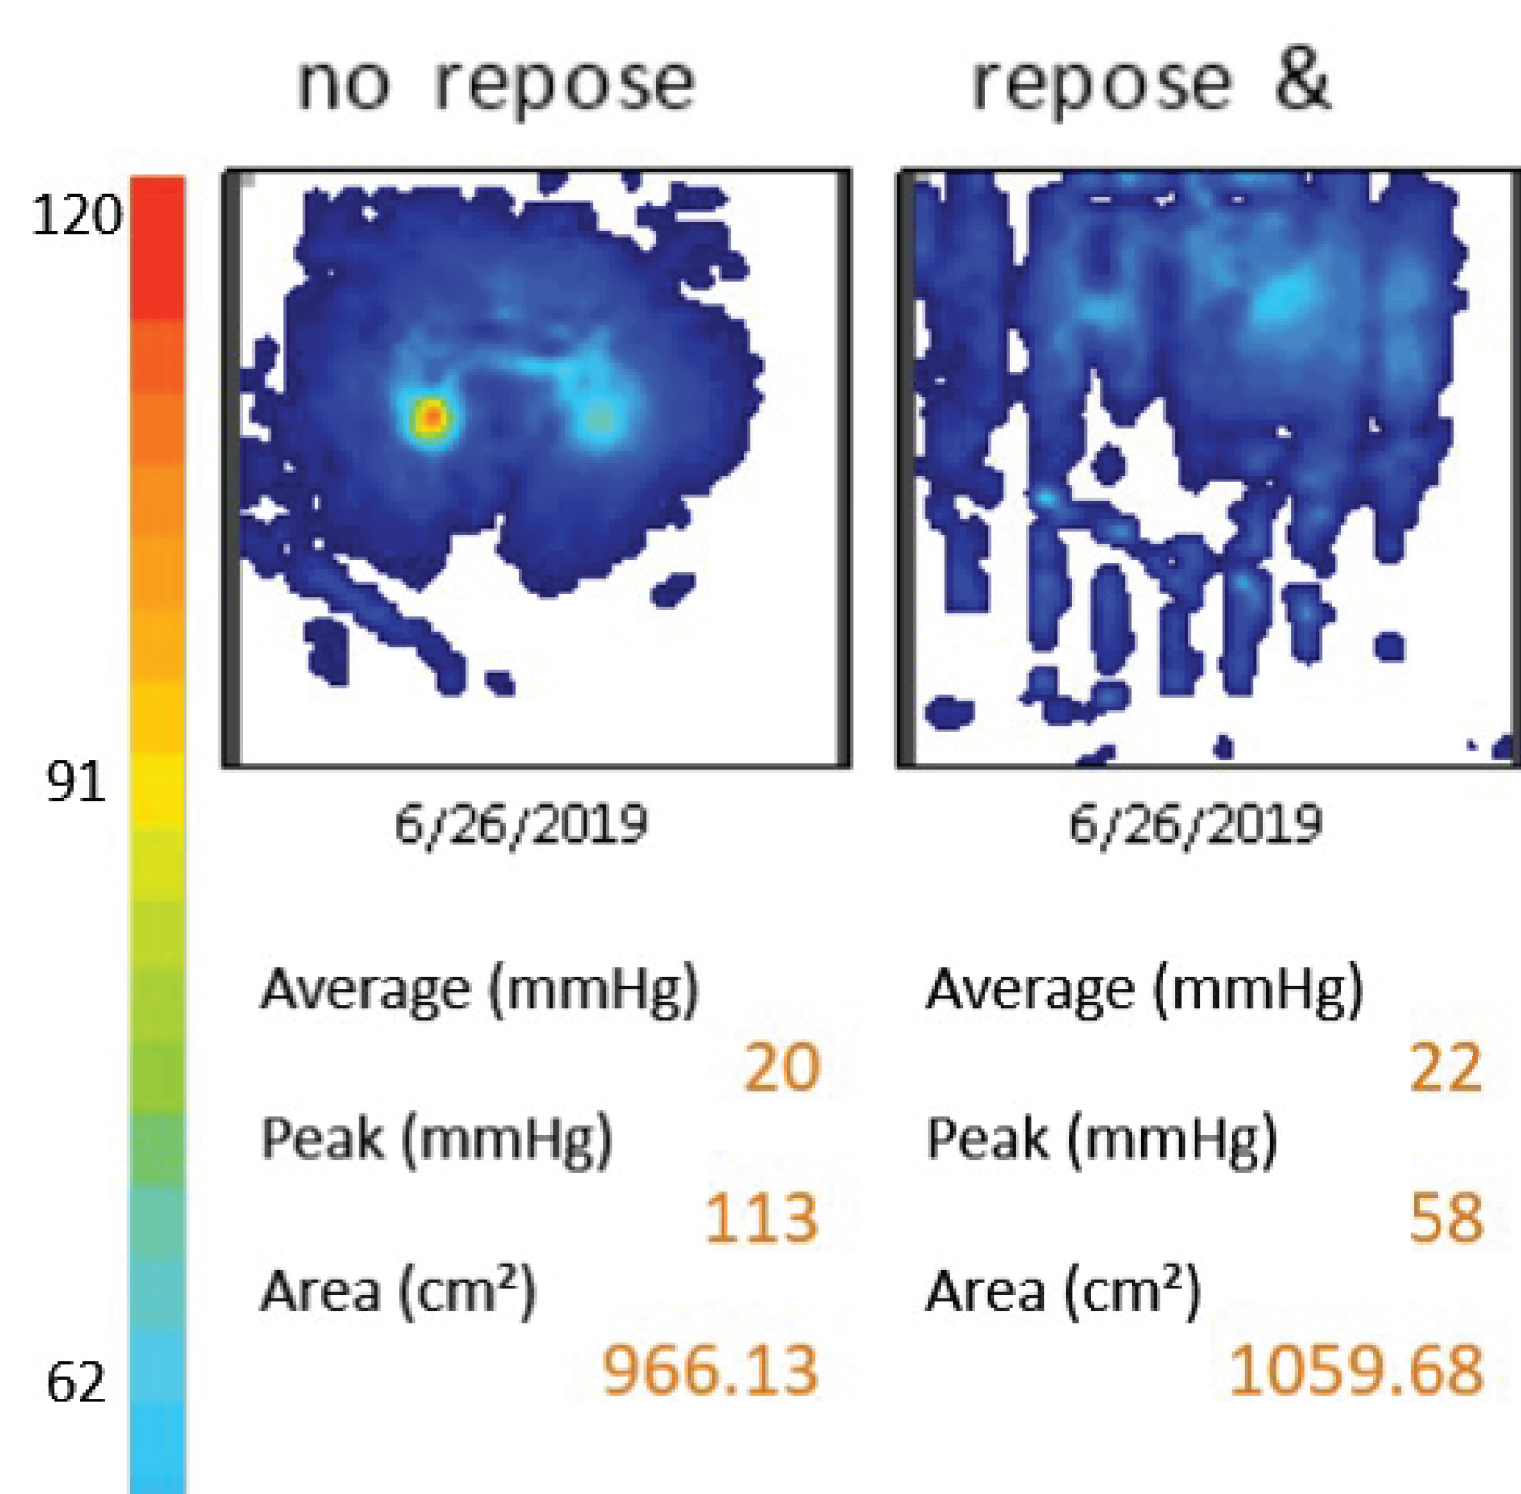 no repose
repose &
120
91
62
6/26/2019
6/26/2019
Average (mmHg)
20
Peak (mmHg)
113
Area (cm²)
966.13
Average (mmHg)
22
Peak (mmHg)
58
Area (cm²)
1059.68